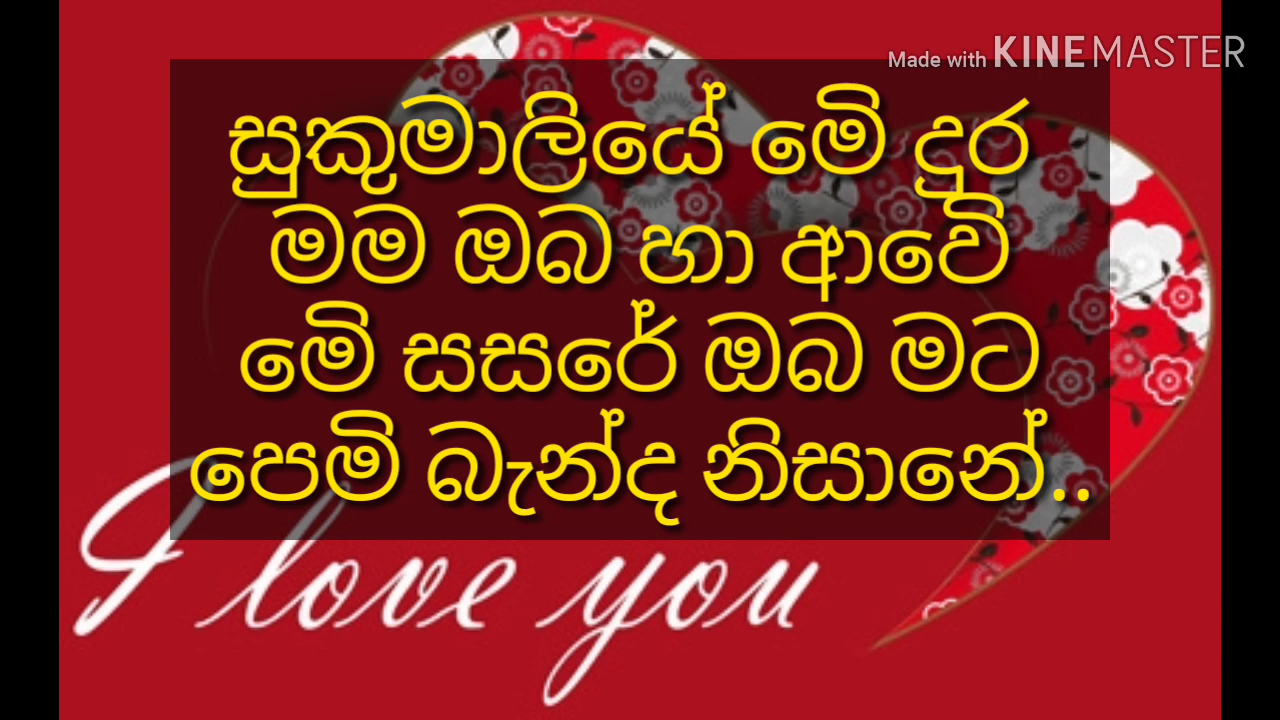 Made with KINEMASTER
සුකුමාලියේ මේ දුර
මම ඔබ හා ආවේ
මේ සසරේ ඔබ මට
පෙම් බැන්ද නිසානේ..
I love you